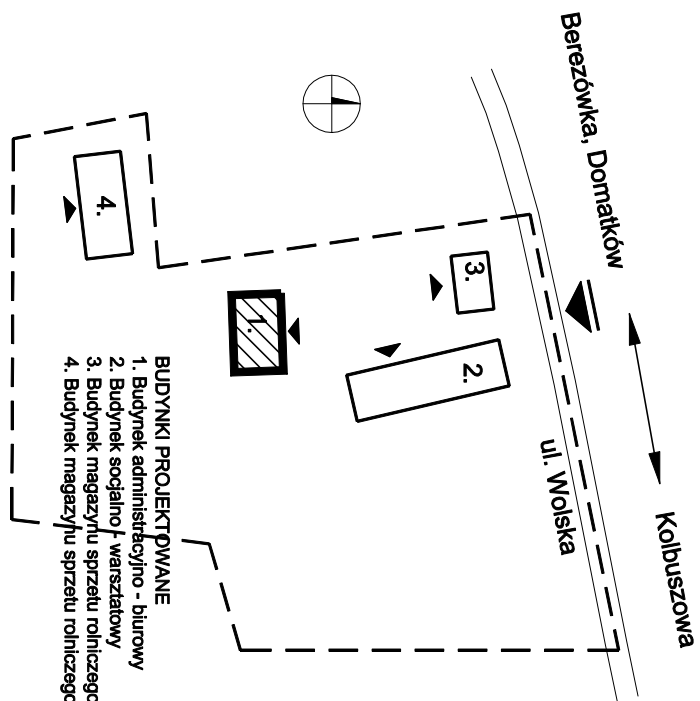 Berezówka, Domatków
Kolbuszowa
ul. Wolska
3.
2.
1.
4.
BUDYNKI PROJEKTOWANE
1. Budynek administracyjno - biurowy
2. Budynek socjalno - warsztatowy
3. Budynek magazynu sprzetu rolniczego
4. Budynek magazynu sprzetu rolniczego